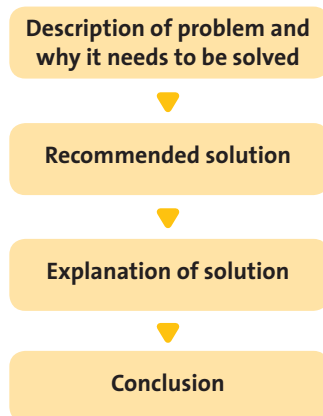 Description of problem and
why it needs to be solved
Recommended solution
Explanation of solution
Conclusion